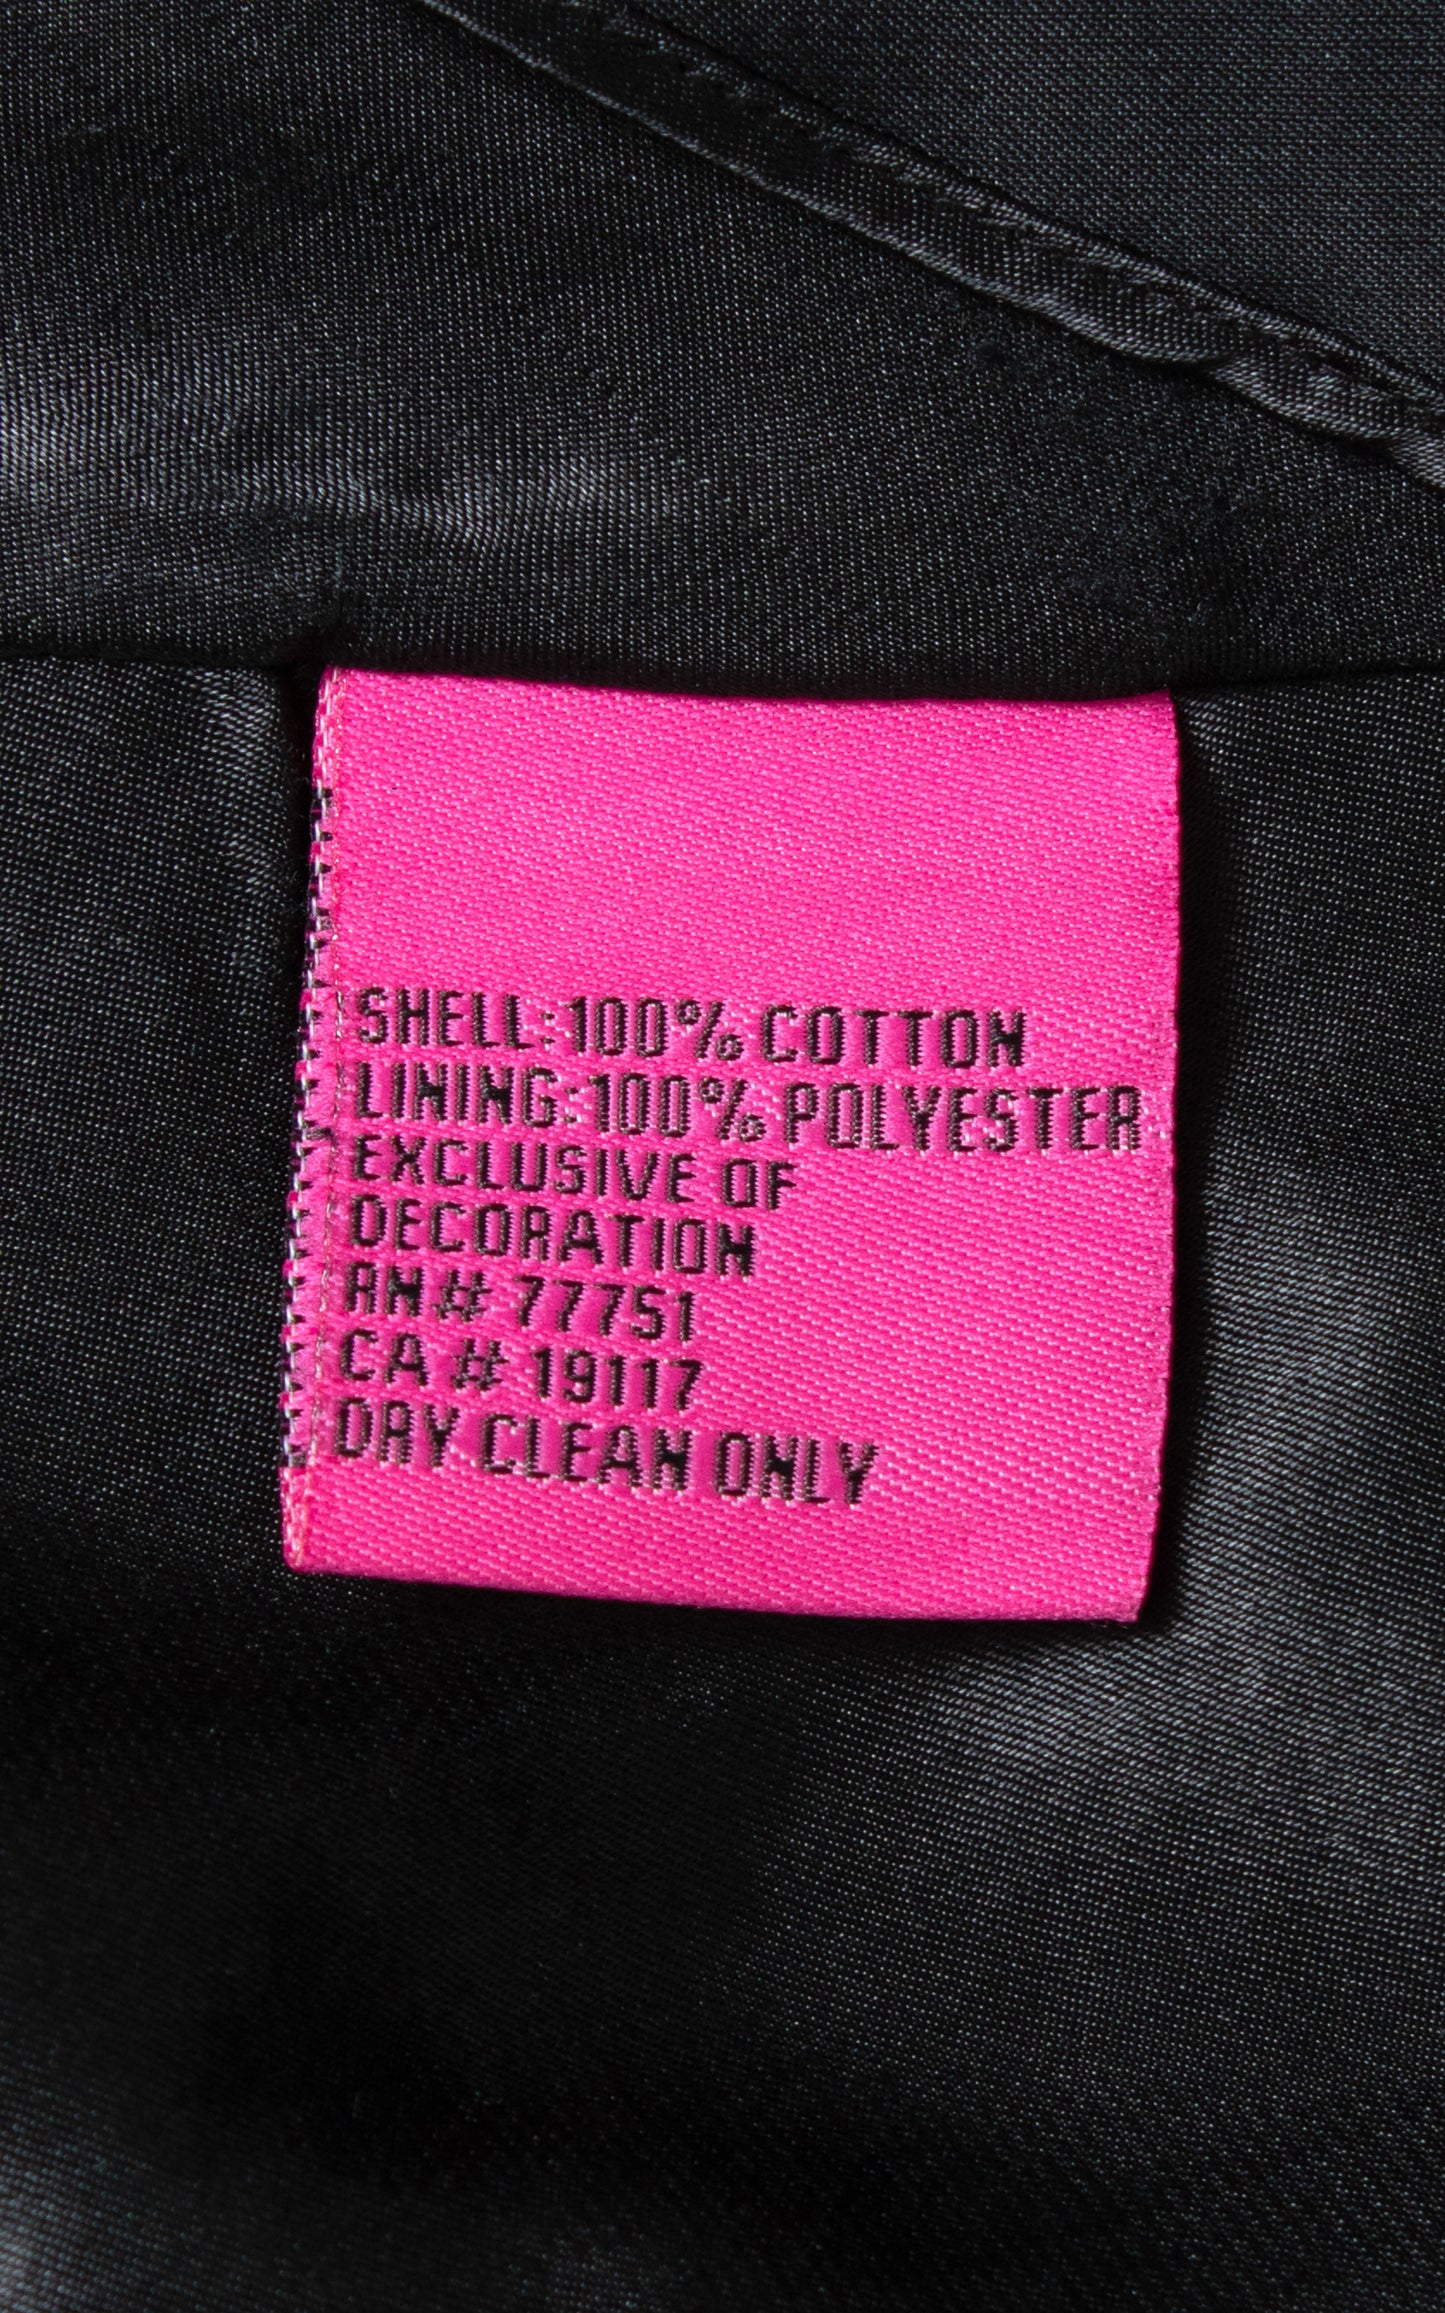 SHELL: 100% COTTON
LINING: 100% POLYESTER
EXCLUSIVE OF
DECORATION
RN# 77751
CA # 19117
DRY CLEAN ONLY